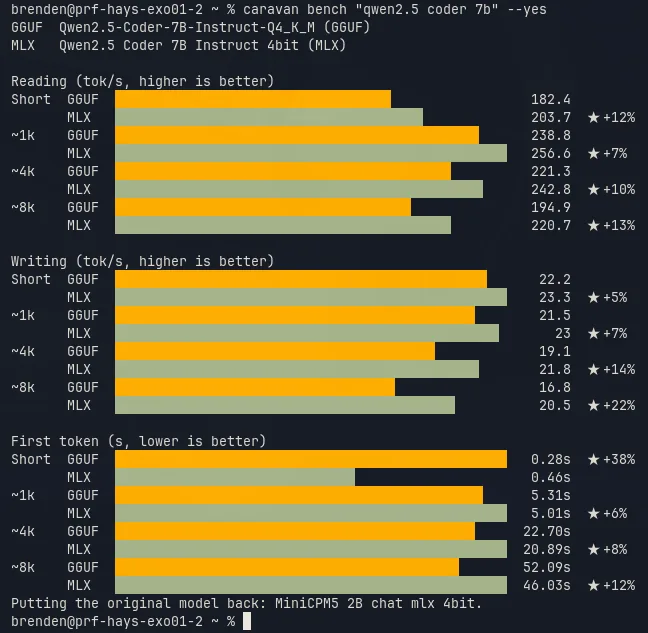 brenden@prf-hays-exo01-2 ~ % caravan bench "qwen2.5 coder 7b" --yes
GGUF  Qwen2.5-Coder-7B-Instruct-Q4_K_M (GGUF)
MLX   Qwen2.5 Coder 7B Instruct 4bit (MLX)
Reading (tok/s, higher is better)
Short  GGUF  182.4
MLX  203.7  ★ +12%
~1k  GGUF  238.8
MLX  256.6  ★ +7%
~4k  GGUF  221.3
MLX  242.8  ★ +10%
~8k  GGUF  194.9
MLX  220.7  ★ +13%
Writing (tok/s, higher is better)
Short  GGUF  22.2
MLX  23.3  ★ +5%
~1k  GGUF  21.5
MLX  23  ★ +7%
~4k  GGUF  19.1
MLX  21.8  ★ +14%
~8k  GGUF  16.8
MLX  20.5  ★ +22%
First token (s, lower is better)
Short  GGUF  0.28s  ★ +38%
MLX  0.46s
~1k  GGUF  5.31s
MLX  5.01s  ★ +6%
~4k  GGUF  22.70s
MLX  20.89s  ★ +8%
~8k  GGUF  52.09s
MLX  46.03s  ★ +12%
Putting the original model back: MiniCPM5 2B chat mlx 4bit.
brenden@prf-hays-exo01-2 ~ %